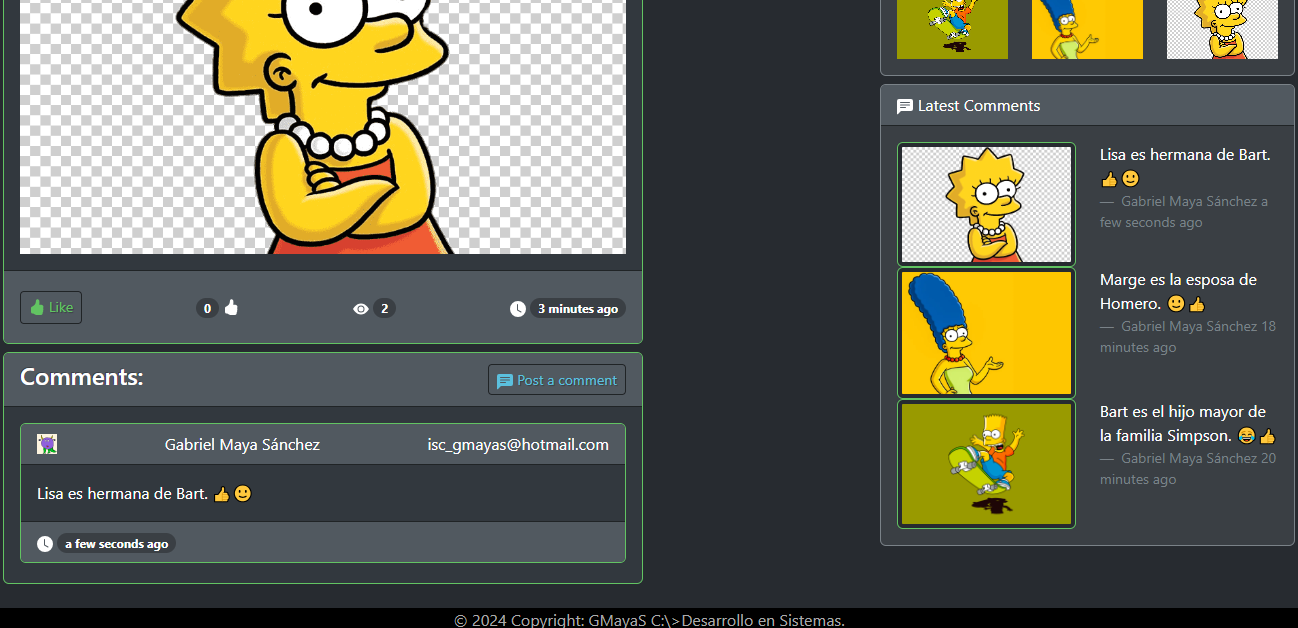 Like
0
2
3 minutes ago
Comments:
Post a comment
Gabriel Maya Sánchez
isc_gmayas@hotmail.com
Lisa es hermana de Bart. 👍🙂
a few seconds ago
Latest Comments
Lisa es hermana de Bart.
👍🙂
— Gabriel Maya Sánchez a
few seconds ago
Marge es la esposa de
Homero. 🙂👍
— Gabriel Maya Sánchez 18
minutes ago
Bart es el hijo mayor de
la familia Simpson. 😅👍
— Gabriel Maya Sánchez 20
minutes ago
© 2024 Copyright: GMayaS C:\>Desarrollo en Sistemas.